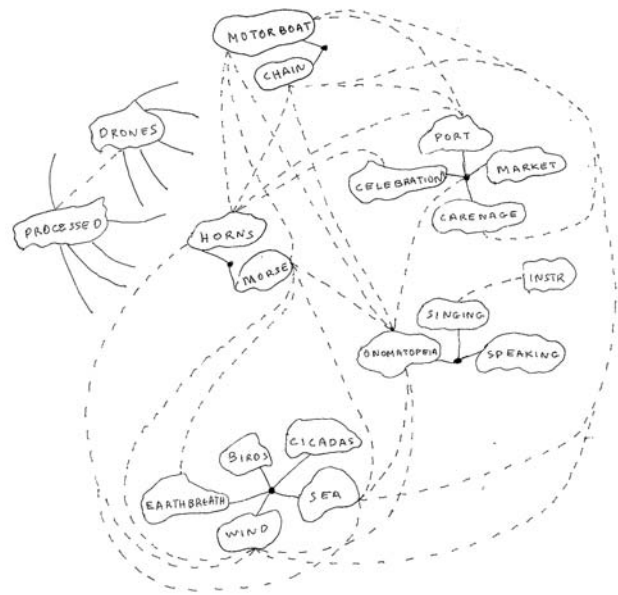 MOTORBOAT
CHAIN
DRONES
PORT
MARKET
CELEBRATION
PROCESSED
CARENAGE
HORNS
MORSE
INSTR
SINGING
ONOMATOPEIA
SPEAKING
CICADAS
BIRDS
EARTHBREATH
SEA
WIND